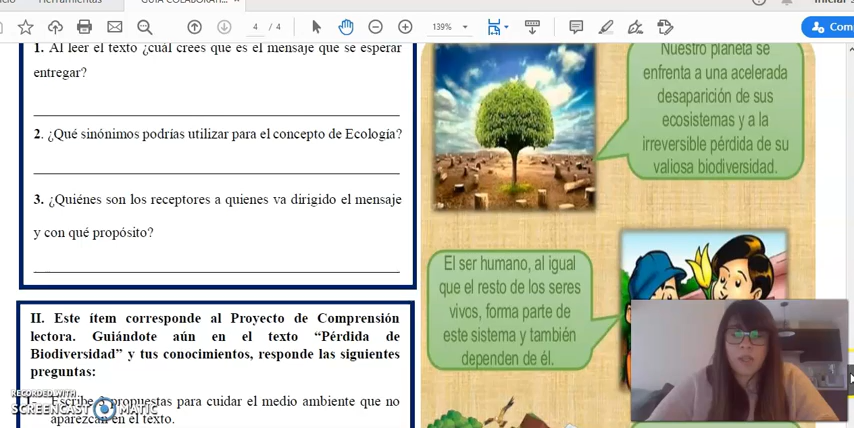 Herramientas
4 / 4
139%
1. Al leer el texto ¿cuál crees que es el mensaje que se esperar
entregar?
2. ¿Qué sinónimos podrías utilizar para el concepto de Ecología?
3. ¿Quiénes son los receptores a quienes va dirigido el mensaje
y con qué propósito?
II. Este ítem corresponde al Proyecto de Comprensión
lectora. Guiándote aún en el texto “Pérdida de
Biodiversidad” y tus conocimientos, responde las siguientes
preguntas:
Escribe 3 propuestas para cuidar el medio ambiente que no
aparezcan en el texto.
Nuestro planeta se
enfrenta a una acelerada
desaparición de sus
ecosistemas y a la
irreversible pérdida de su
valiosa biodiversidad.
El ser humano, al igual
que el resto de los seres
vivos, forma parte de
este sistema y también
dependen de él.
RECORDED WITH
SCREENCAST MATIC